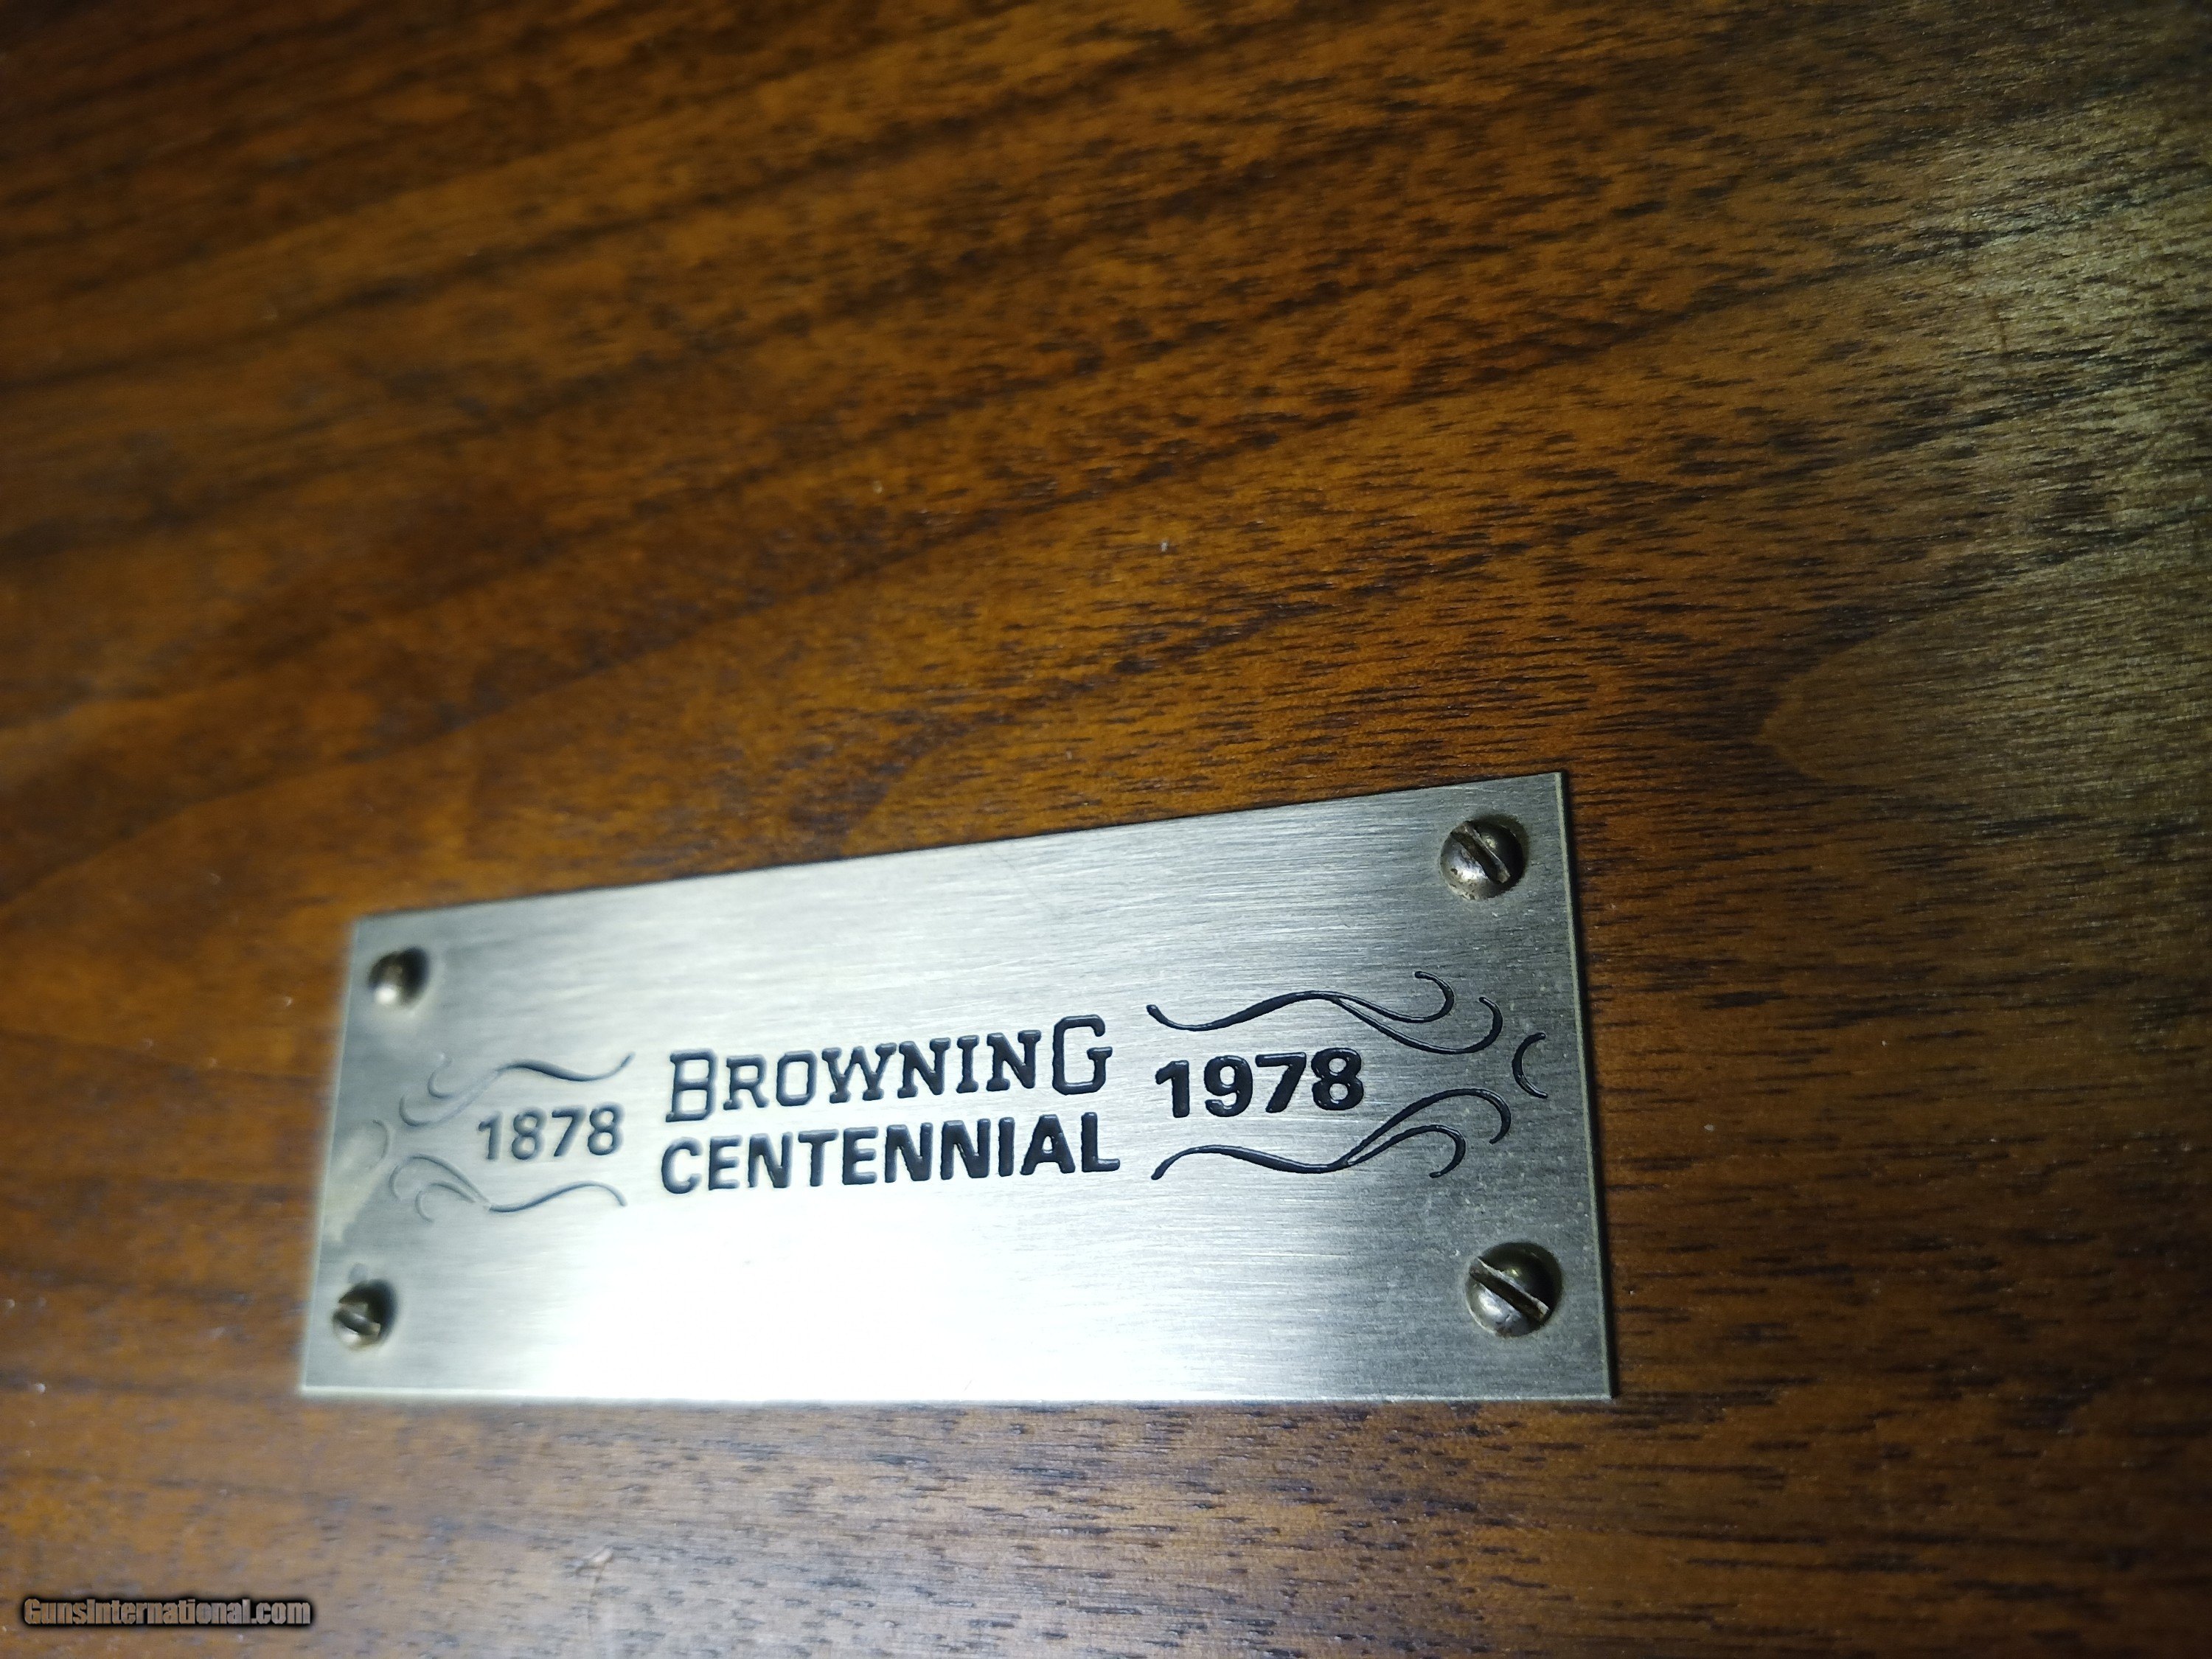 1878 BROWNING 1978
CENTENNIAL
GunsInternational.com